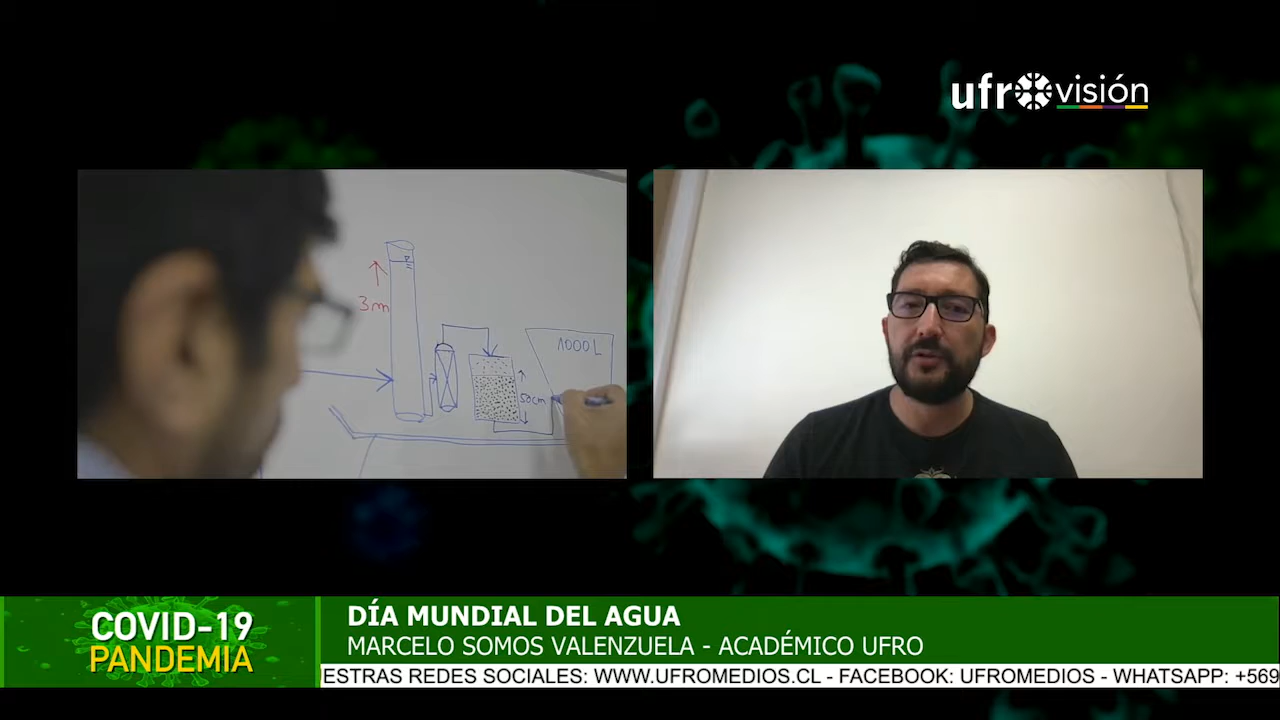 ufrovisión
3m
1000L
50cm
COVID-19
PANDEMIA
DÍA MUNDIAL DEL AGUA
MARCELO SOMOS VALENZUELA - ACADÉMICO UFRO
ESTRAS REDES SOCIALES: WWW.UFROMEDIOS.CL - FACEBOOK: UFROMEDIOS - WHATSAPP: +569